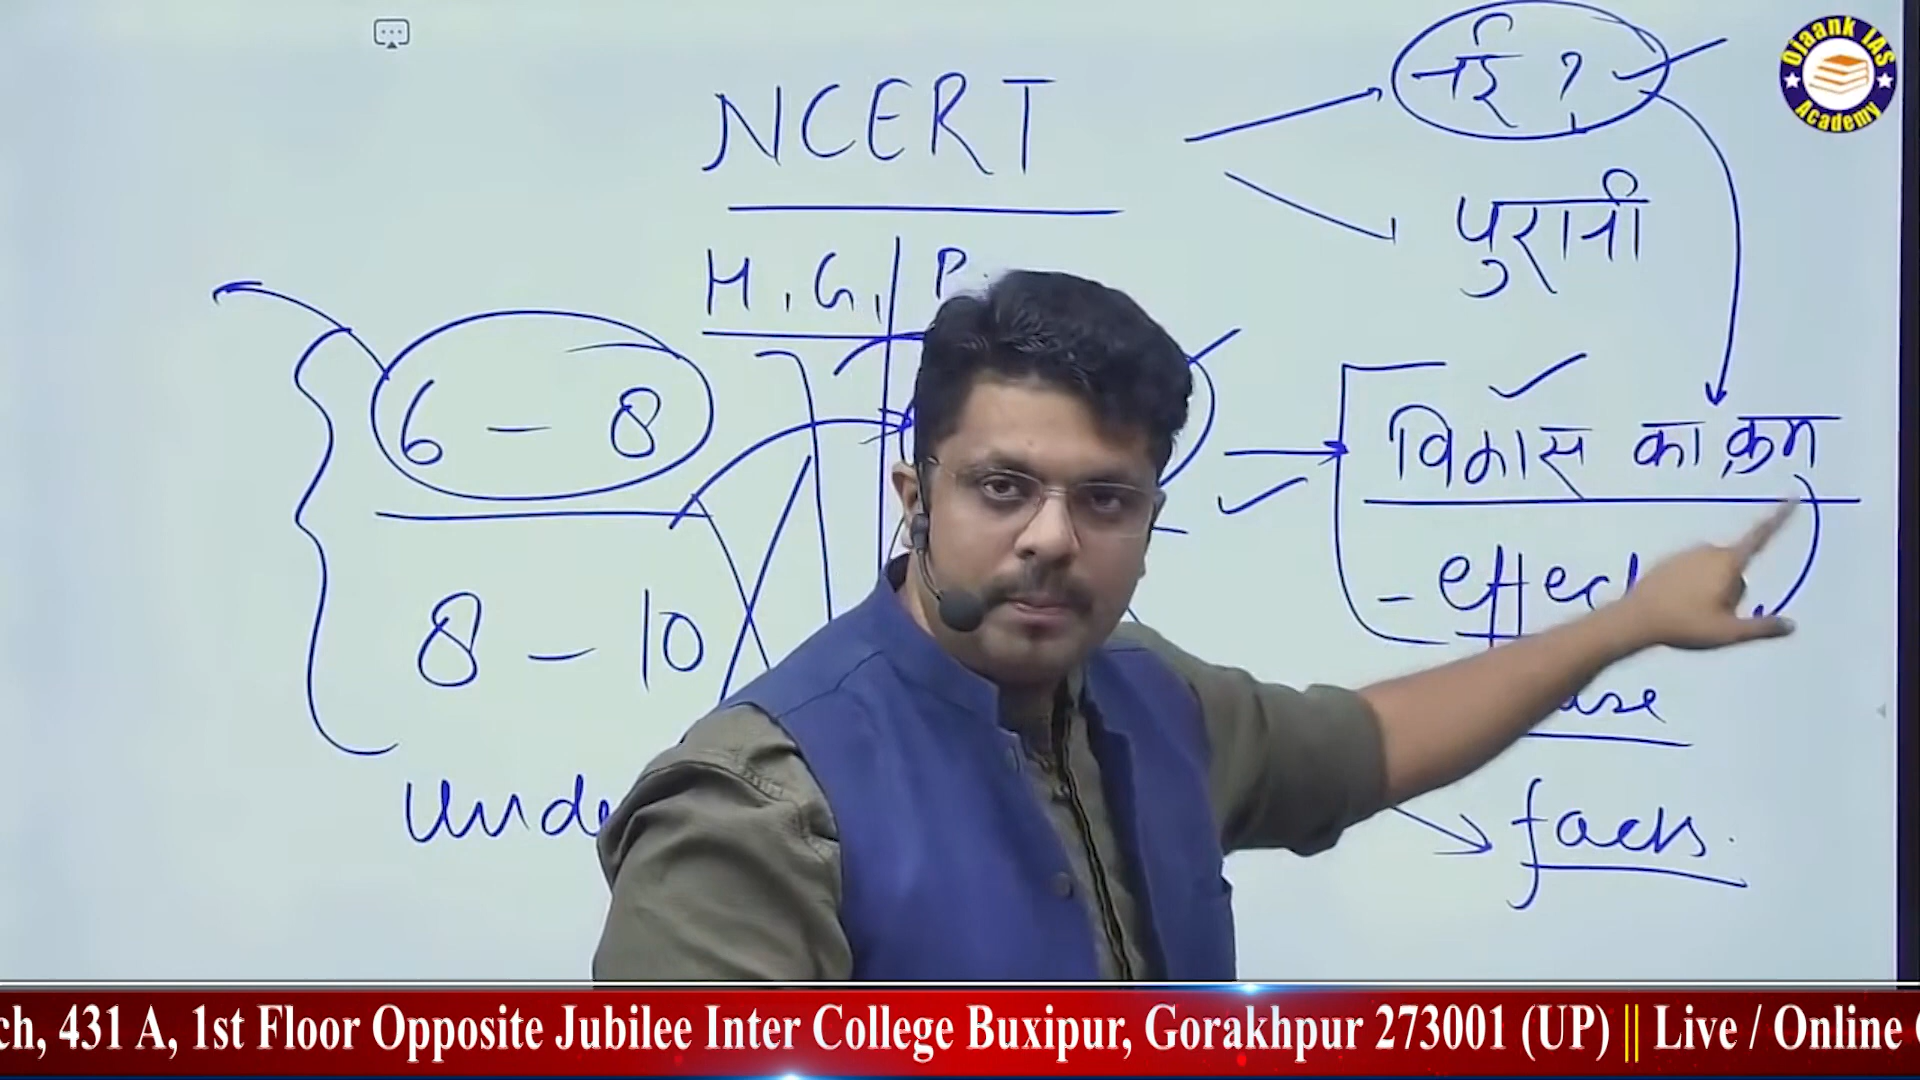 Ojaank IAS
Academy
NCERT
नई ?
पुरानी
H. G. P.
6 - 8
विकास का क्रम
8 - 10
- effect
facts.
ch, 431 A, 1st Floor Opposite Jubilee Inter College Buxipur, Gorakhpur 273001 (UP) || Live / Online